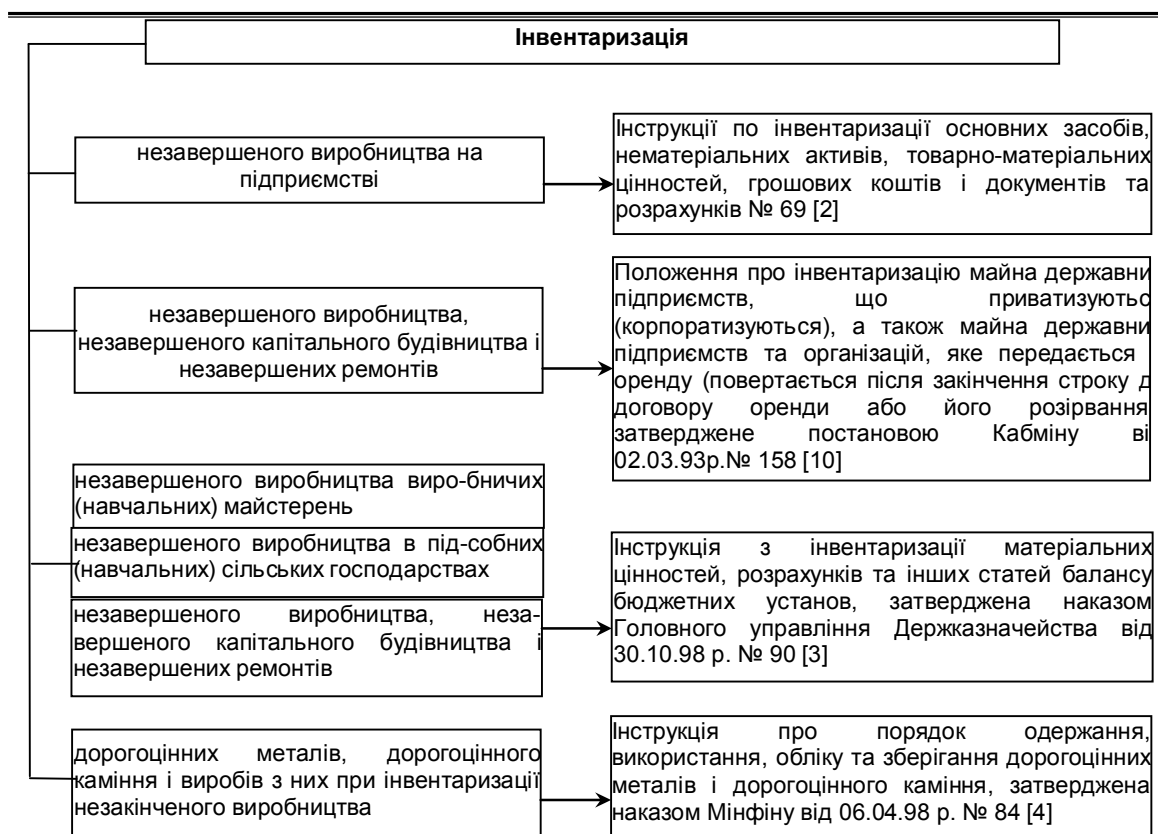 Інвентаризація
незавершеного виробництва на
підприємстві
Інструкції по інвентаризації основних засобів,
нематеріальних активів, товарно-матеріальних
цінностей, грошових коштів і документів та
розрахунків № 69 [2]
незавершеного виробництва,
незавершеного капітального будівництва і
незавершених ремонтів
Положення про інвентаризацію майна державни
підприємств, що приватизуютьс
(корпоратизуються), а також майна державни
підприємств та організацій, яке передається
оренду (повертається після закінчення строку д
договору оренди або його розірвання
затверджене постановою Кабміну ві
02.03.93р.№ 158 [10]
незавершеного виробництва виро-бничих
(навчальних) майстерень
незавершеного виробництва в під-собних
(навчальних) сільських господарствах
незавершеного виробництва, неза-
вершеного капітального будівництва і
незавершених ремонтів
Інструкція з інвентаризації матеріальних
цінностей, розрахунків та інших статей балансу
бюджетних установ, затверджена наказом
Головного управління Держказначейства від
30.10.98 р. № 90 [3]
дорогоцінних металів, дорогоцінного
каміння і виробів з них при інвентаризації
незакінченого виробництва
Інструкція про порядок одержання,
використання, обліку та зберігання дорогоцінних
металів і дорогоцінного каміння, затверджена
наказом Мінфіну від 06.04.98 р. № 84 [4]